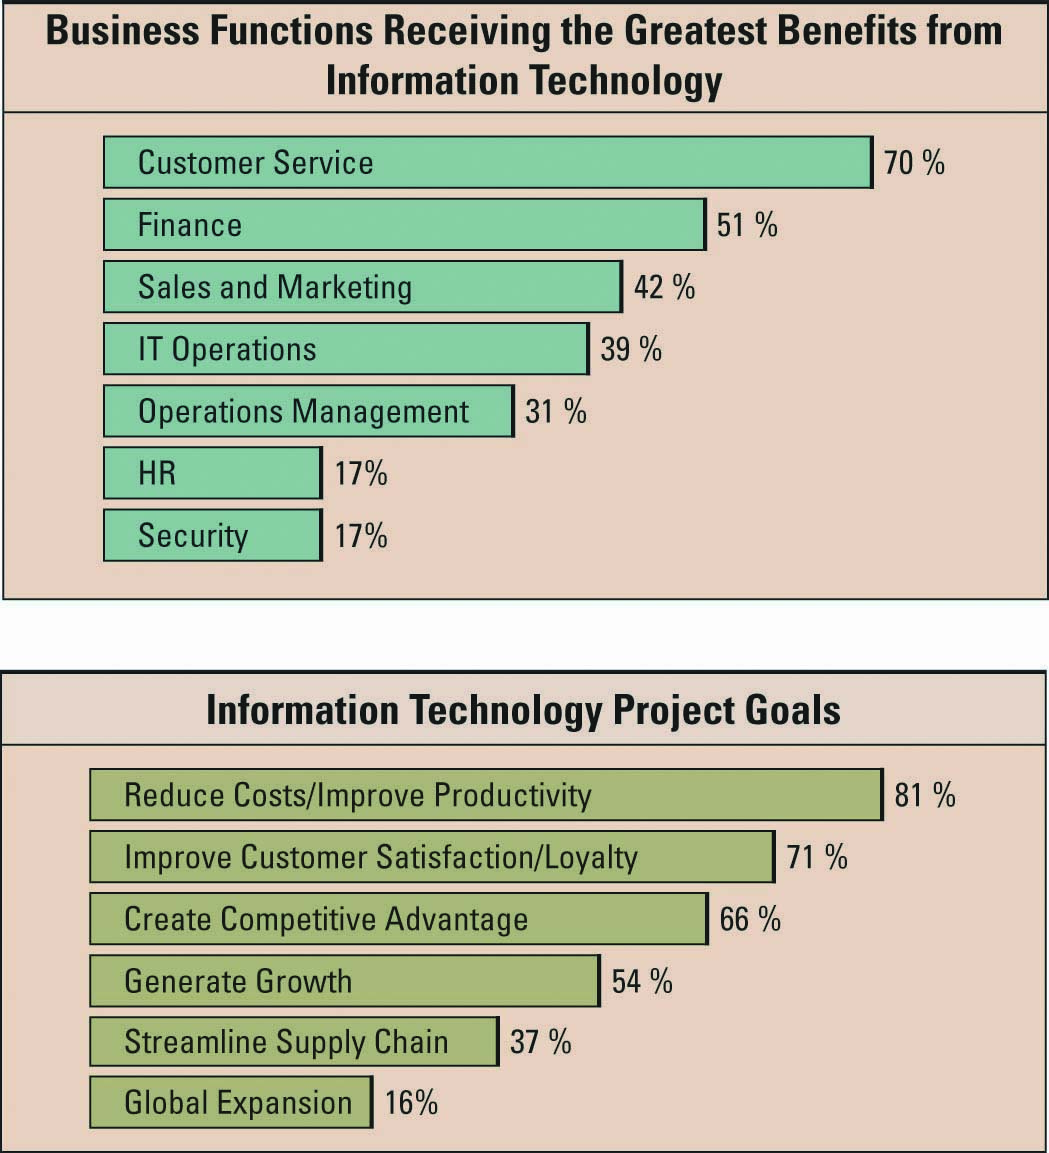 Business Functions Receiving the Greatest Benefits from
Information Technology
Customer Service 70 %
Finance 51 %
Sales and Marketing 42 %
IT Operations 39 %
Operations Management 31 %
HR 17%
Security 17%
Information Technology Project Goals
Reduce Costs/Improve Productivity 81 %
Improve Customer Satisfaction/Loyalty 71 %
Create Competitive Advantage 66 %
Generate Growth 54 %
Streamline Supply Chain 37 %
Global Expansion 16%